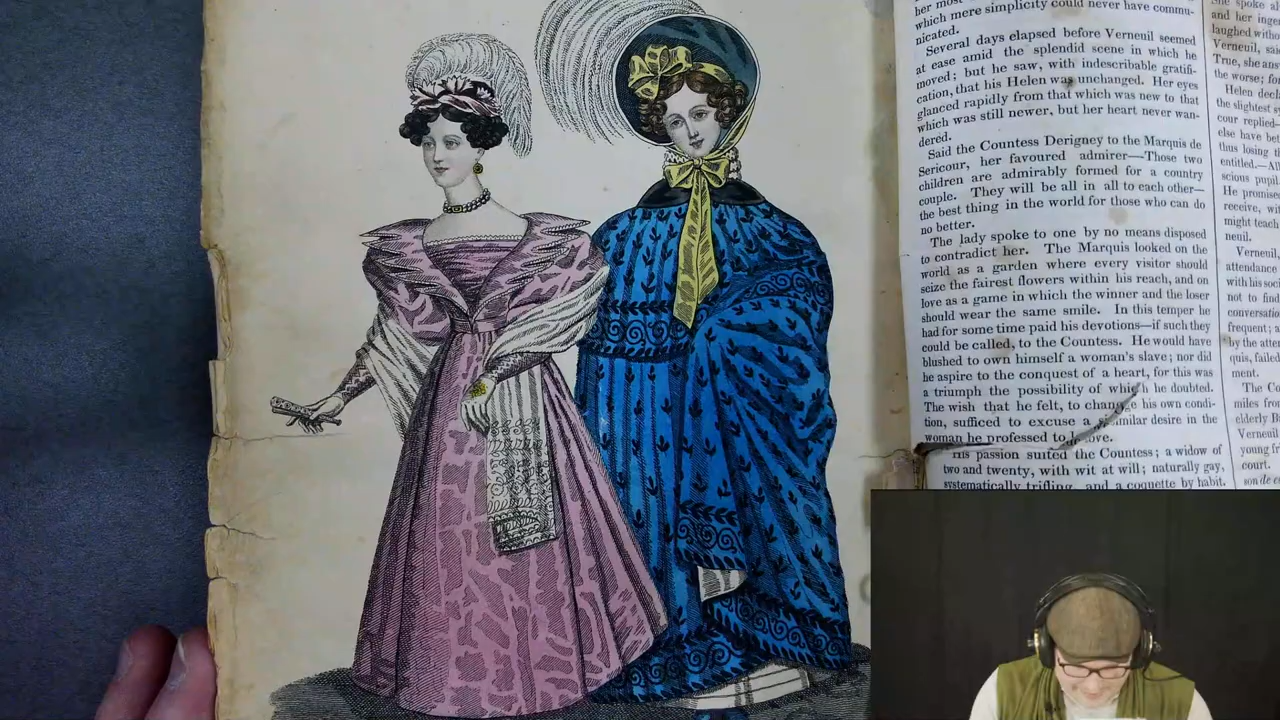 her most
which mere simplicity could never have commu-
nicated.
Several days elapsed before Verneuil seemed
at ease amid the splendid scene in which he
moved; but he saw, with indescribable gratifi-
cation, that his Helen was unchanged. Her eyes
glanced rapidly from that which was new to that
which was still newer, but her heart never wan-
dered.
Said the Countess Derigney to the Marquis de
Sericour, her favoured admirer—Those two
children are admirably formed for a country
couple. They will be all in all to each other—
the best thing in the world for those who can do
no better.
The lady spoke to one by no means disposed
to contradict her. The Marquis looked on the
world as a garden where every visitor should
seize the fairest flowers within his reach, and on
love as a game in which the winner and the loser
should wear the same smile. In this temper he
had for some time paid his devotions—if such they
could be called, to the Countess. He would have
blushed to own himself a woman's slave; nor did
he aspire to the conquest of a heart, for this was
a triumph the possibility of which he doubted.
The wish that he felt, to change his own condi-
tion, sufficed to excuse a similar desire in the
woman he professed to love.
His passion suited the Countess; a widow of
two and twenty, with wit at will; naturally gay,
systematically trifling, and a coquette by habit.
She spoke
and her
laughed
Verneuil,
True, she
the worse;
Helen
the slightest
cour replied—
else have
thus losing
entitled.—
scious pupil
He promised
receive,
might teach
neuil.
Verneuil,
attendance
with his
not to find
conversation
frequent; a
by the
quis, failed
ment.
The
miles from
elderly
Verneuil
young
court.
son de